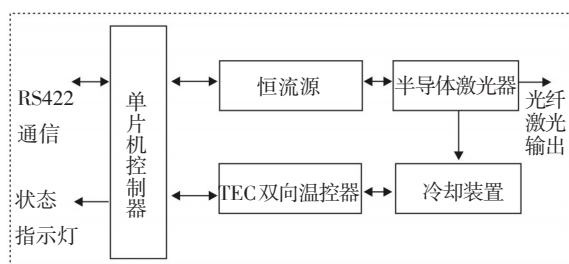 RS422
通信
状态
指示灯
单片机控制器
恒流源
半导体激光器
光纤
激光
输出
TEC双向温控器
冷却装置